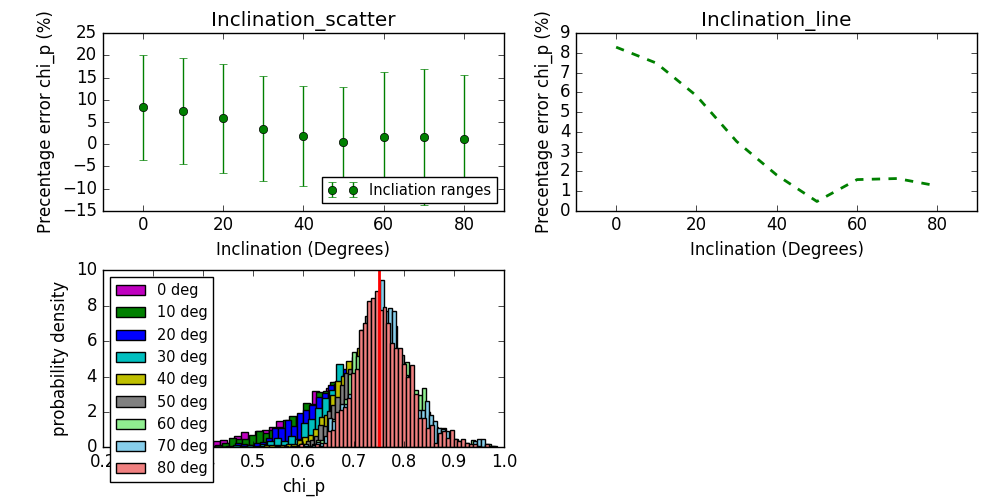 Inclination_scatter
Precentage error chi_p (%)
25
20
15
10
5
0
−5
−10
−15
Incliation ranges
0 20 40 60 80
Inclination (Degrees)
Inclination_line
Precentage error chi_p (%)
9
8
7
6
5
4
3
2
1
0
0 20 40 60 80
Inclination (Degrees)
probability density
10
8
6
4
2
0
0 deg
10 deg
20 deg
30 deg
40 deg
50 deg
60 deg
70 deg
80 deg
0.5 0.6 0.7 0.8 0.9 1.0
chi_p